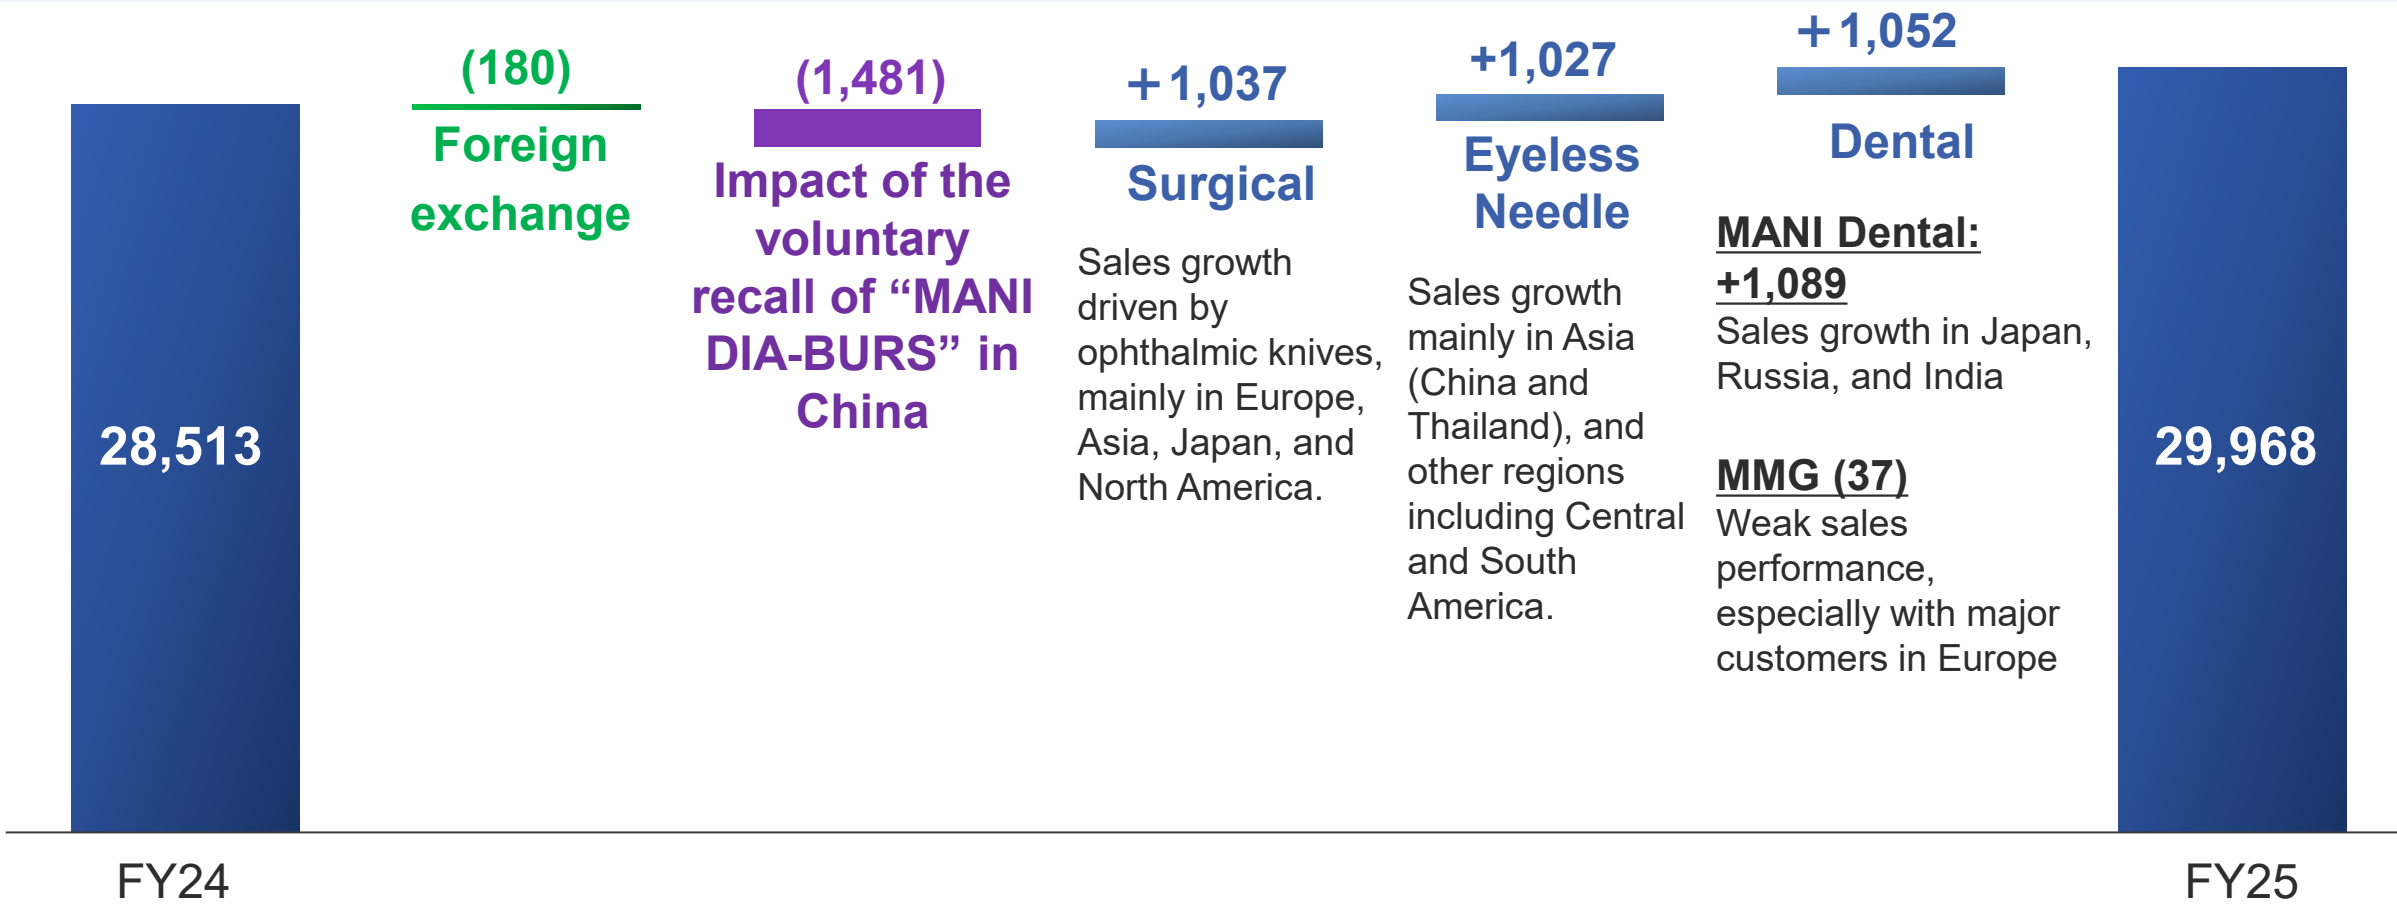 28,513
FY24
(180)
Foreign
exchange
(1,481)
Impact of the
voluntary
recall of “MANI
DIA-BURS” in
China
+1,037
Surgical
Sales growth
driven by
ophthalmic knives,
mainly in Europe,
Asia, Japan, and
North America.
+1,027
Eyeless
Needle
Sales growth
mainly in Asia
(China and
Thailand), and
other regions
including Central
and South
America.
+1,052
Dental
MANI Dental:
+1,089
Sales growth in Japan,
Russia, and India
MMG (37)
Weak sales
performance,
especially with major
customers in Europe
29,968
FY25